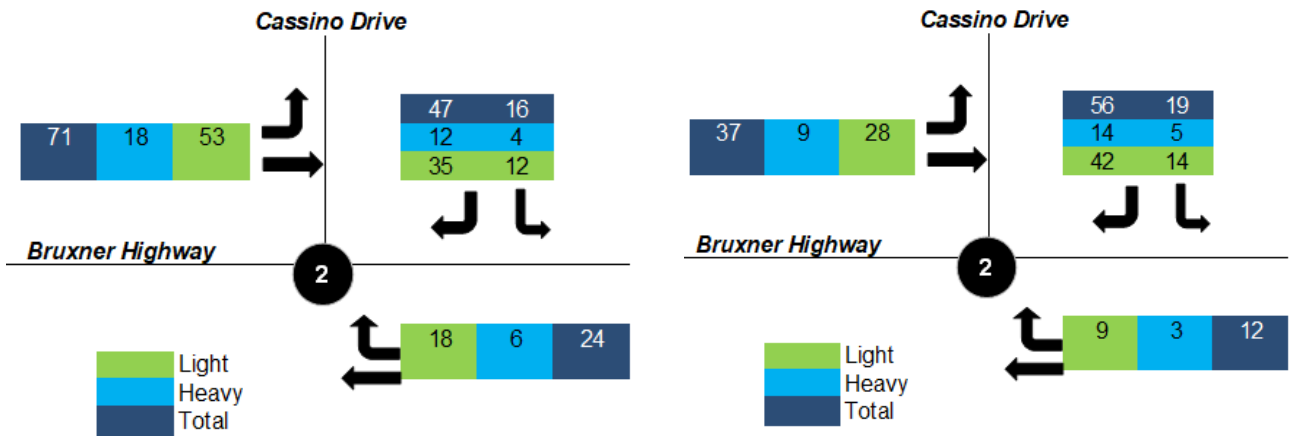 Cassino Drive
47 16
71 18 53
12 4
35 12
Bruxner Highway
2
18 6 24
Light
Heavy
Total
Cassino Drive
56 19
37 9 28
14 5
42 14
Bruxner Highway
2
9 3 12
Light
Heavy
Total